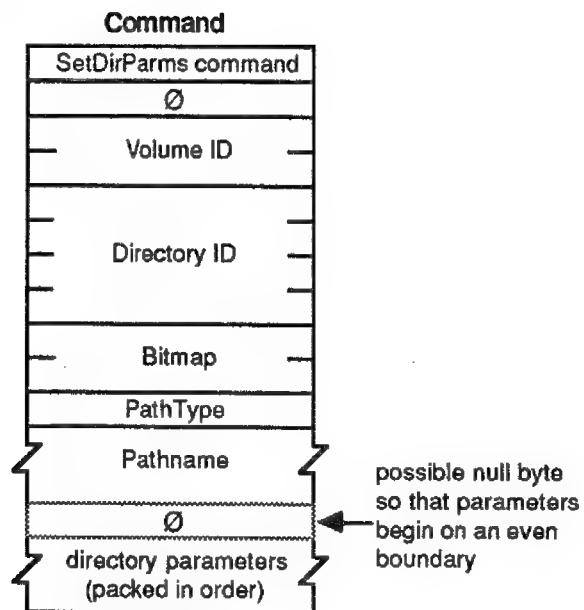 Command
SetDirParms command
Ø
Volume ID
Directory ID
Bitmap
PathType
Pathname
Ø
possible null byte
so that parameters
begin on an even
boundary
directory parameters
(packed in order)